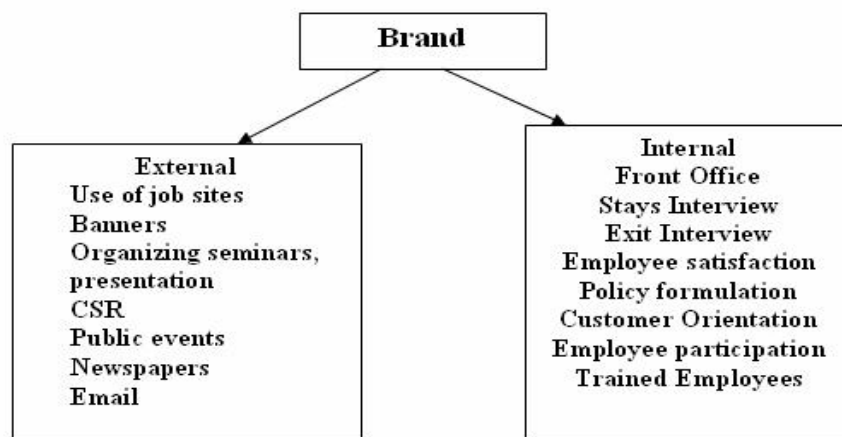 Brand
External
Use of job sites
Banners
Organizing seminars,
presentation
CSR
Public events
Newspapers
Email
Internal
Front Office
Stays Interview
Exit Interview
Employee satisfaction
Policy formulation
Customer Orientation
Employee participation
Trained Employees